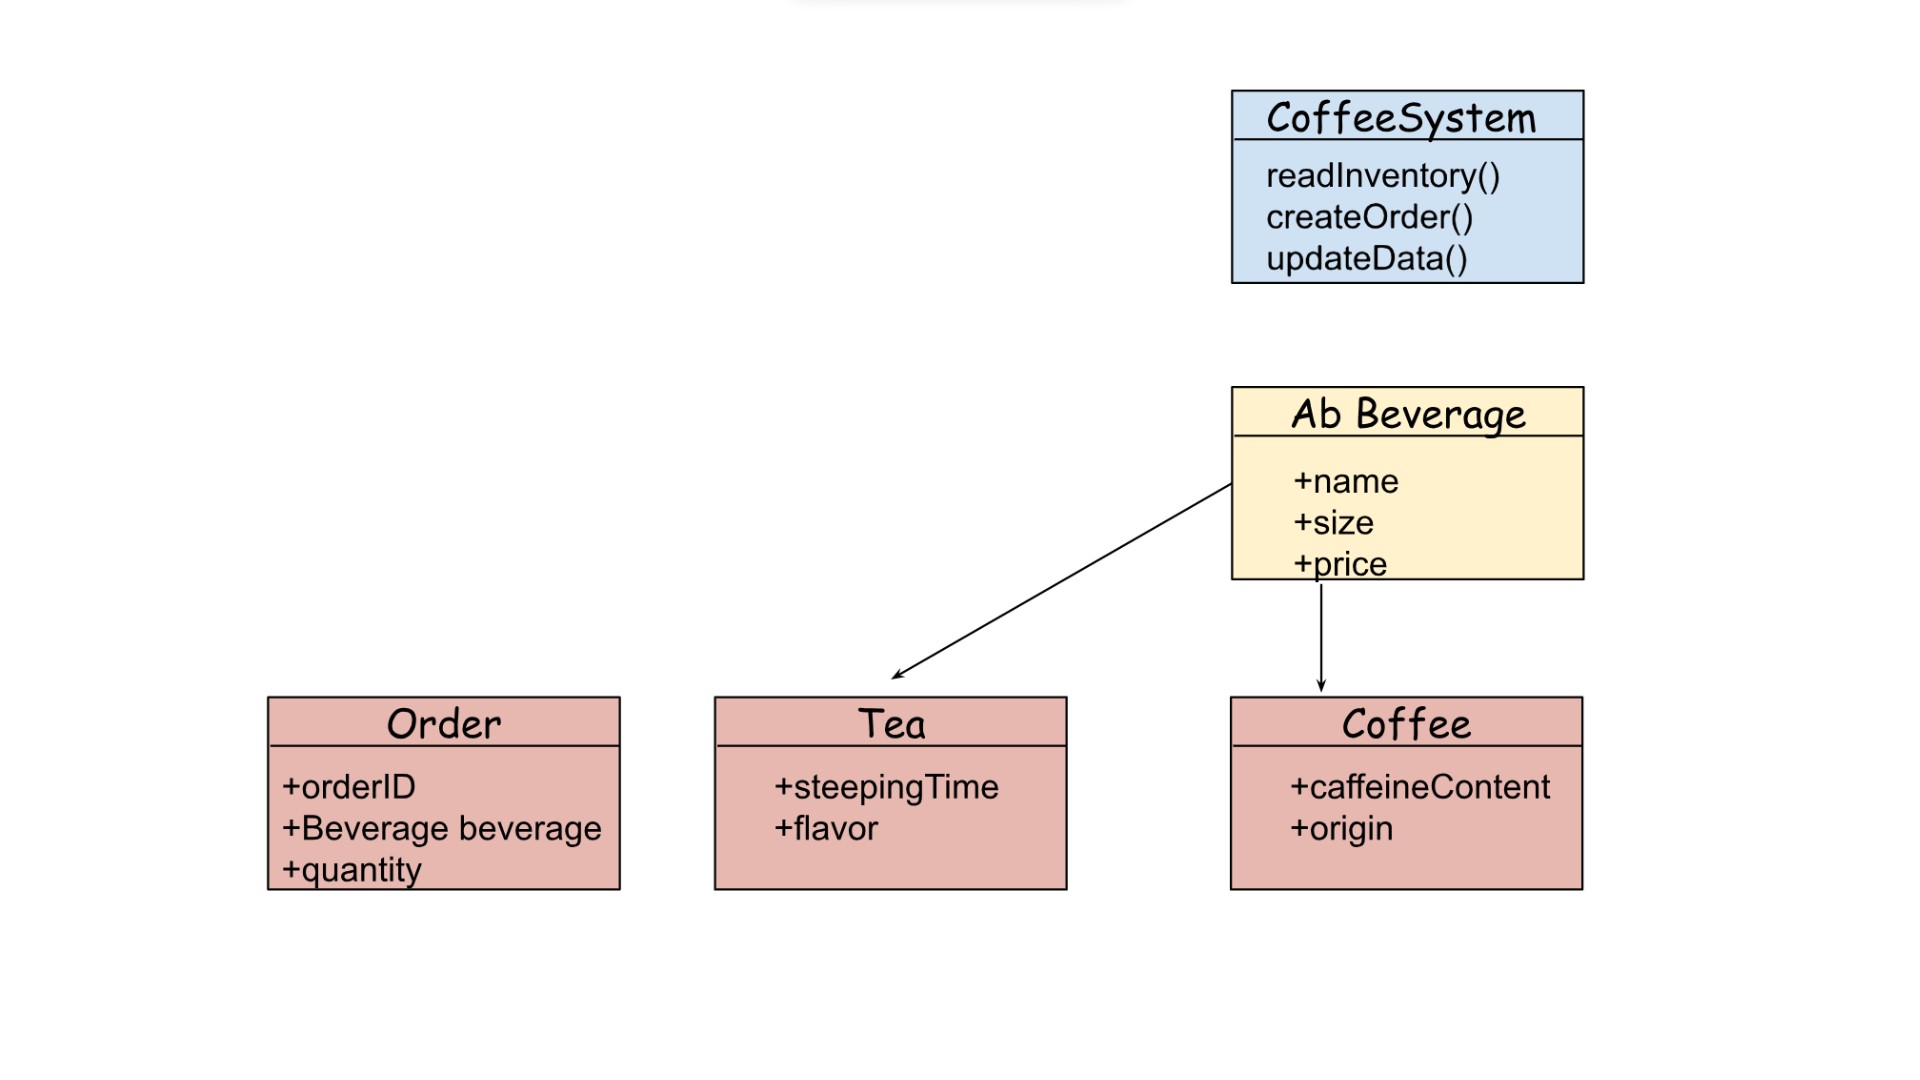 CoffeeSystem
readInventory()
createOrder()
updateData()
Ab Beverage
+name
+size
+price
Order
+orderID
+Beverage beverage
+quantity
Tea
+steepingTime
+flavor
Coffee
+caffeineContent
+origin